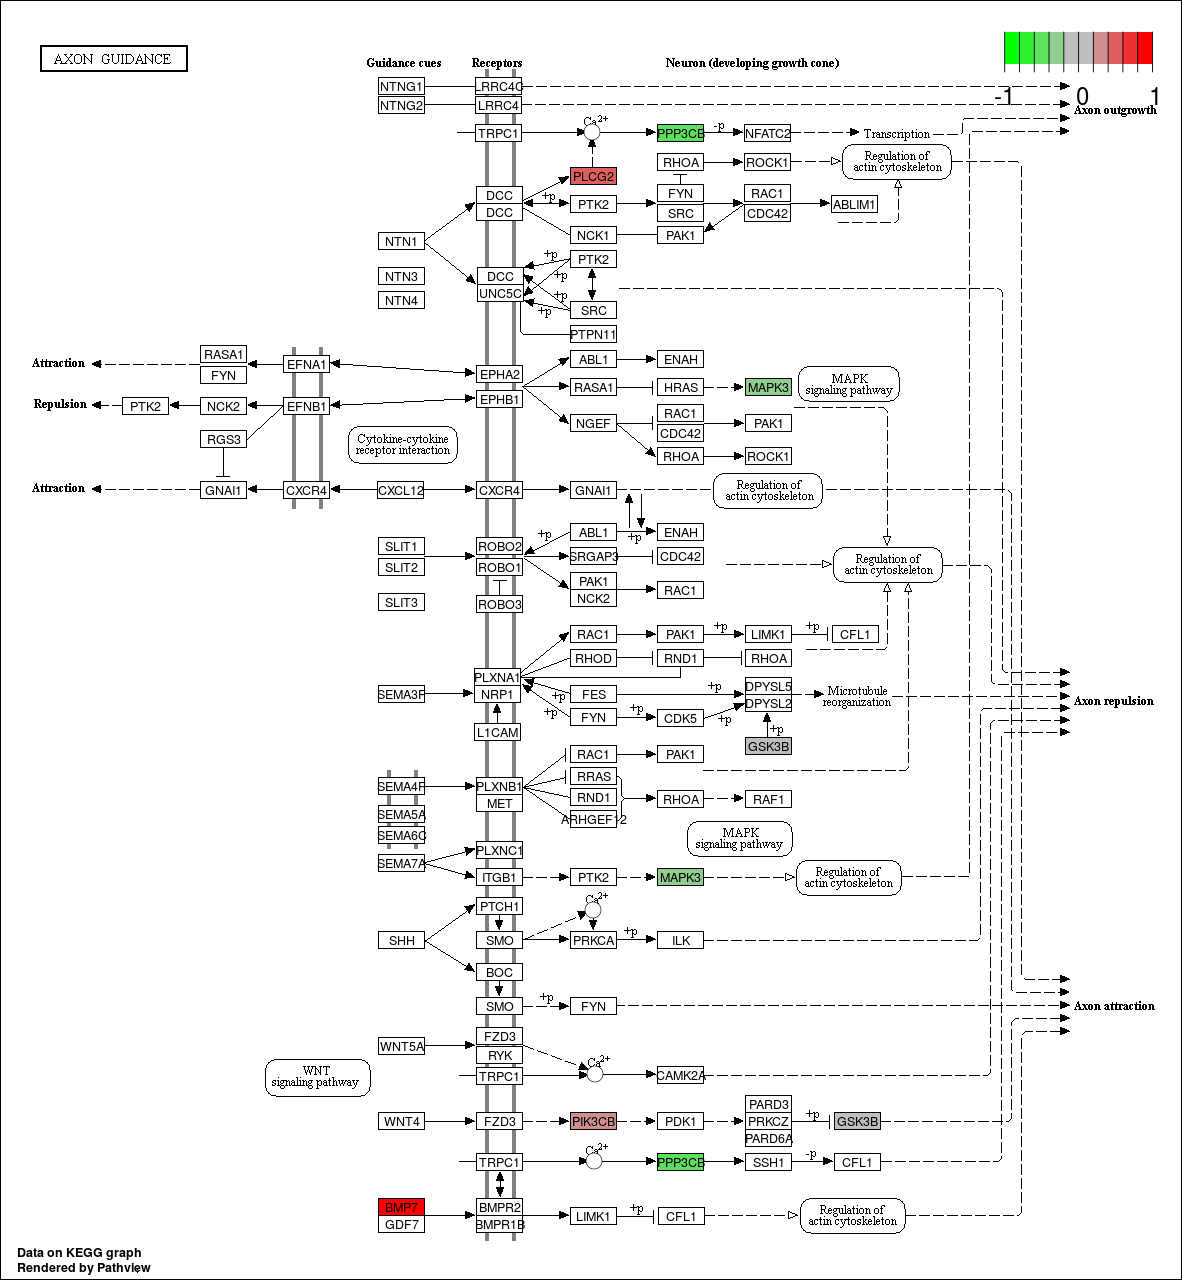 AXON GUIDANCE
-1 0 1
Guidance cues Receptors Neuron (developing growth cone)
NTNG1 LRRC4C
NTNG2 LRRC4
Axon outgrowth
Ca2+
TRPC1 PPP3CB -p NFATC2 Transcription
RHOA ROCK1 Regulation of
actin cytoskeleton
PLCG2
DCC +p PTK2 FYN RAC1 ABLIM1
DCC SRC CDC42
NCK1 PAK1
NTN1
PTK2
+p
NTN3 DCC +p
UNC5C +p
NTN4 +p SRC
PTPN11
RASA1 ABL1 ENAH
Attraction EFNA1
FYN EPHA2 MAPK
signaling pathway
RASA1 HRAS MAPK3
EPHB1
Repulsion PTK2 NCK2 EFNB1
RAC1
NGEF PAK1
CDC42
RGS3 Cytokine-cytokine
receptor interaction
RHOA ROCK1
Attraction GNAI1 CXCR4 CXCL12 CXCR4 GNAI1 Regulation of
actin cytoskeleton
ABL1 ENAH
+p +p
SLIT1 ROBO2
SRGAP3 CDC42
SLIT2 ROBO1 Regulation of
actin cytoskeleton
PAK1
RAC1
NCK2
SLIT3 ROBO3
RAC1 PAK1 +p LIMK1 +p CFL1
RHOD RND1 RHOA
PLXNA1
SEMA3F NRP1 +p FES +p DPYSL5 Microtubule
reorganization
DPYSL2 Axon repulsion
+p FYN +p CDK5 +p
L1CAM +p
GSK3B
RAC1 PAK1
RRAS
SEMA4F PLXNB1
RND1 RHOA RAF1
MET
SEMA5A ARHGEF12
SEMA6C MAPK
signaling pathway
PLXNC1
SEMA7A
ITGB1 PTK2 MAPK3 Regulation of
actin cytoskeleton
PTCH1 Ca2+
SHH SMO PRKCA +p ILK
BOC
SMO +p FYN Axon attraction
FZD3
WNT5A
RYK Ca2+
WNT
signaling pathway
TRPC1 CAMK2A
PARD3
WNT4 FZD3 PIK3CB PDK1 PRKCZ +p GSK3B
PARD6A
Ca2+
TRPC1 PPP3CB SSH1 -p CFL1
BMP7 BMPR2 +p Regulation of
actin cytoskeleton
GDF7 BMPR1B LIMK1 CFL1
Data on KEGG graph
Rendered by Pathview